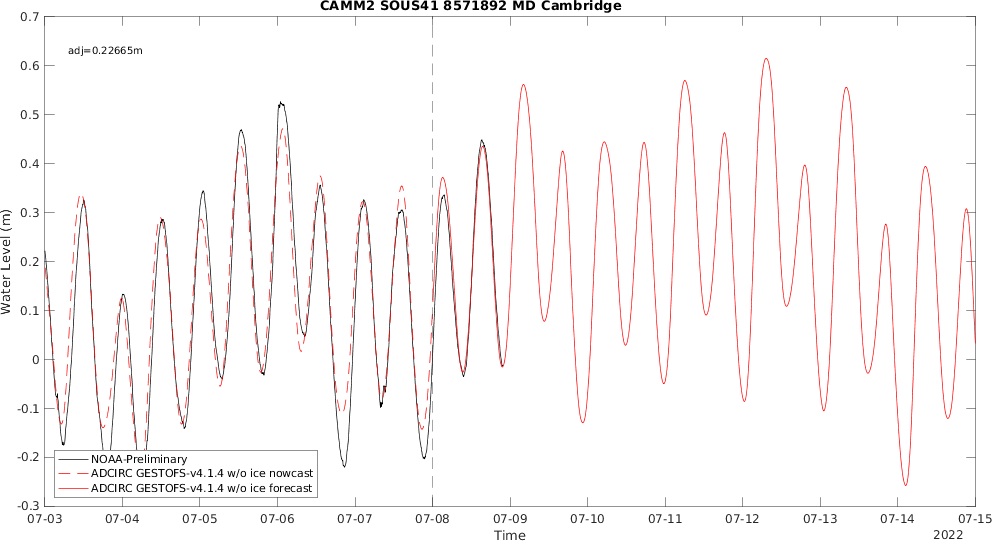 CAMM2 SOUS41 8571892 MD Cambridge
adj=0.22665m
Water Level (m)
0.7
0.6
0.5
0.4
0.3
0.2
0.1
0
-0.1
-0.2
-0.3
NOAA-Preliminary
ADCIRC GESTOFS-v4.1.4 w/o ice nowcast
ADCIRC GESTOFS-v4.1.4 w/o ice forecast
07-03 07-04 07-05 07-06 07-07 07-08 07-09 07-10 07-11 07-12 07-13 07-14 07-15
Time
2022